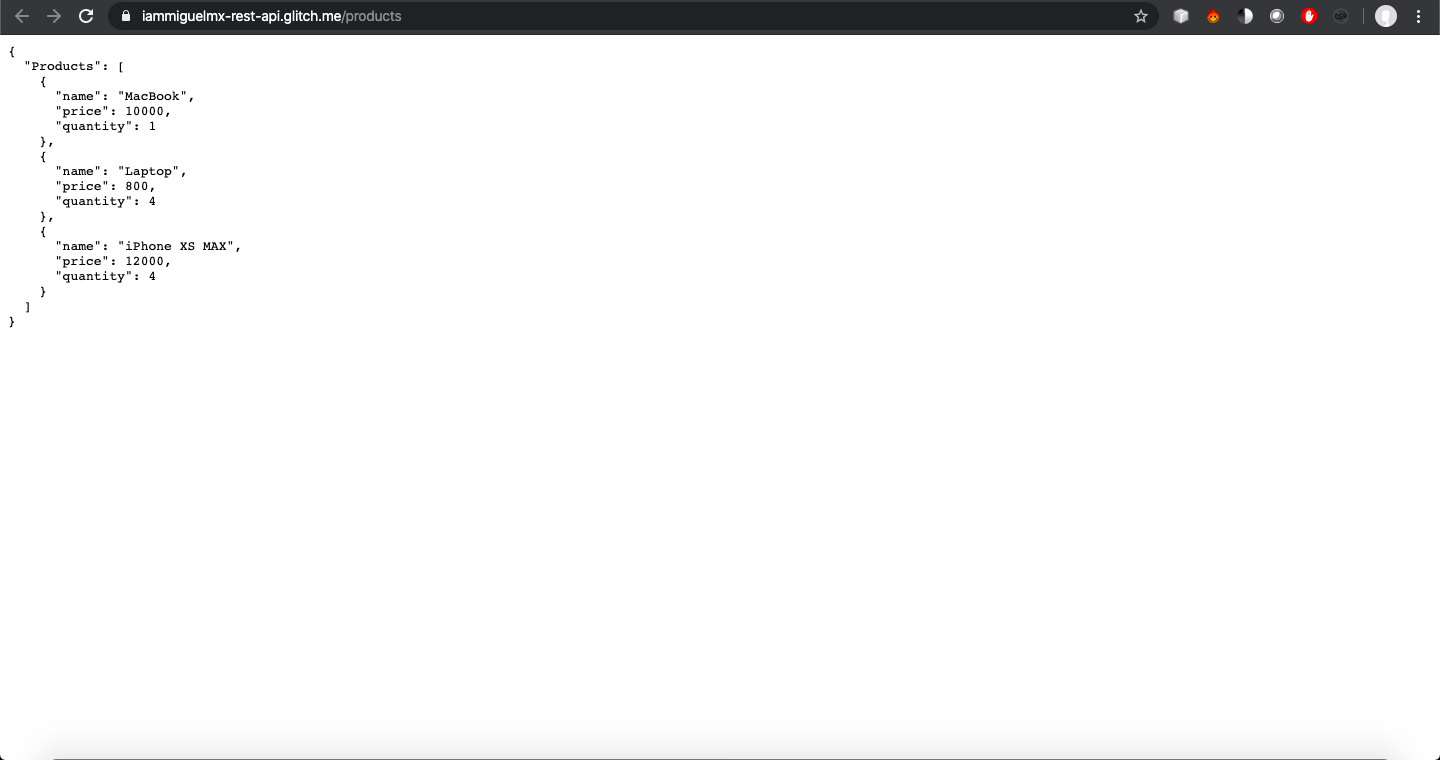 iammiguelmx-rest-api.glitch.me/products
{
  "Products": [
    {
      "name": "MacBook",
      "price": 10000,
      "quantity": 1
    },
    {
      "name": "Laptop",
      "price": 800,
      "quantity": 4
    },
    {
      "name": "iPhone XS MAX",
      "price": 12000,
      "quantity": 4
    }
  ]
}